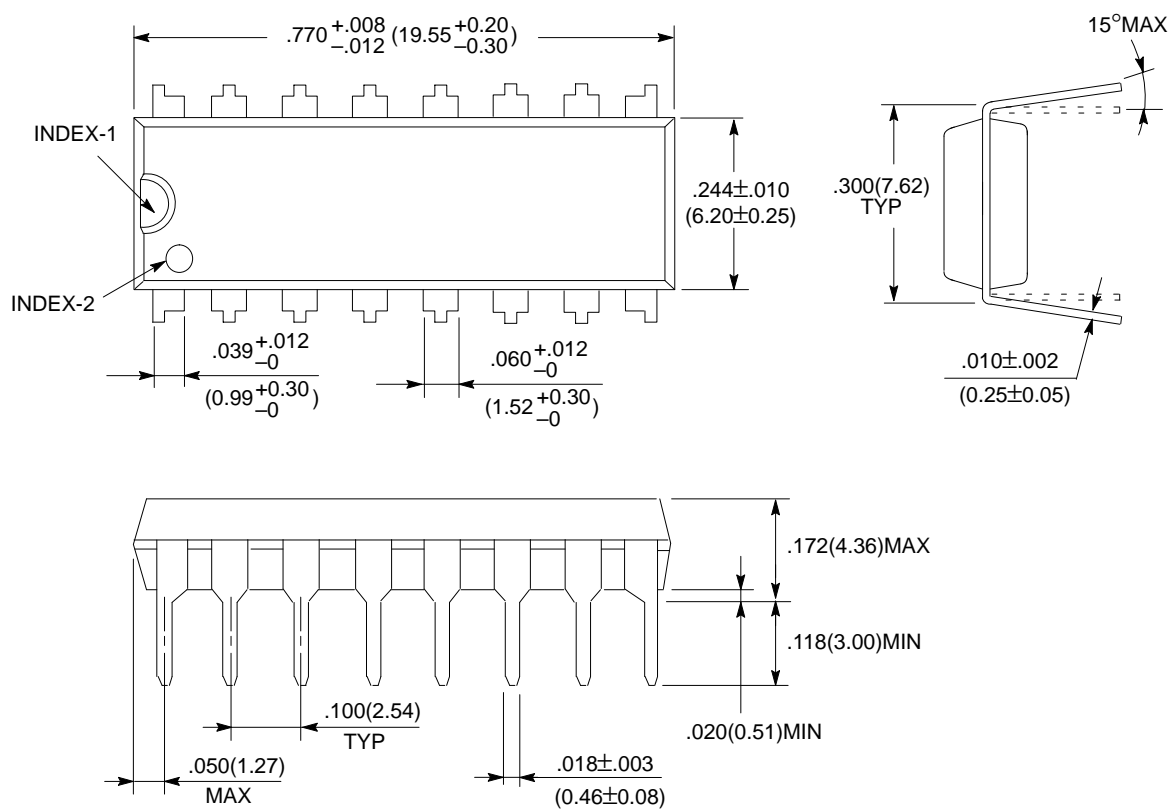 .770 +.008 –.012 (19.55 +0.20 –0.30)
15°MAX
INDEX-1
.244±.010
(6.20±0.25)
.300(7.62)
TYP
INDEX-2
.039 +.012 –0
(0.99 +0.30 –0)
.060 +.012 –0
(1.52 +0.30 –0)
.010±.002
(0.25±0.05)
.172(4.36)MAX
.118(3.00)MIN
.100(2.54)
TYP
.020(0.51)MIN
.050(1.27)
MAX
.018±.003
(0.46±0.08)